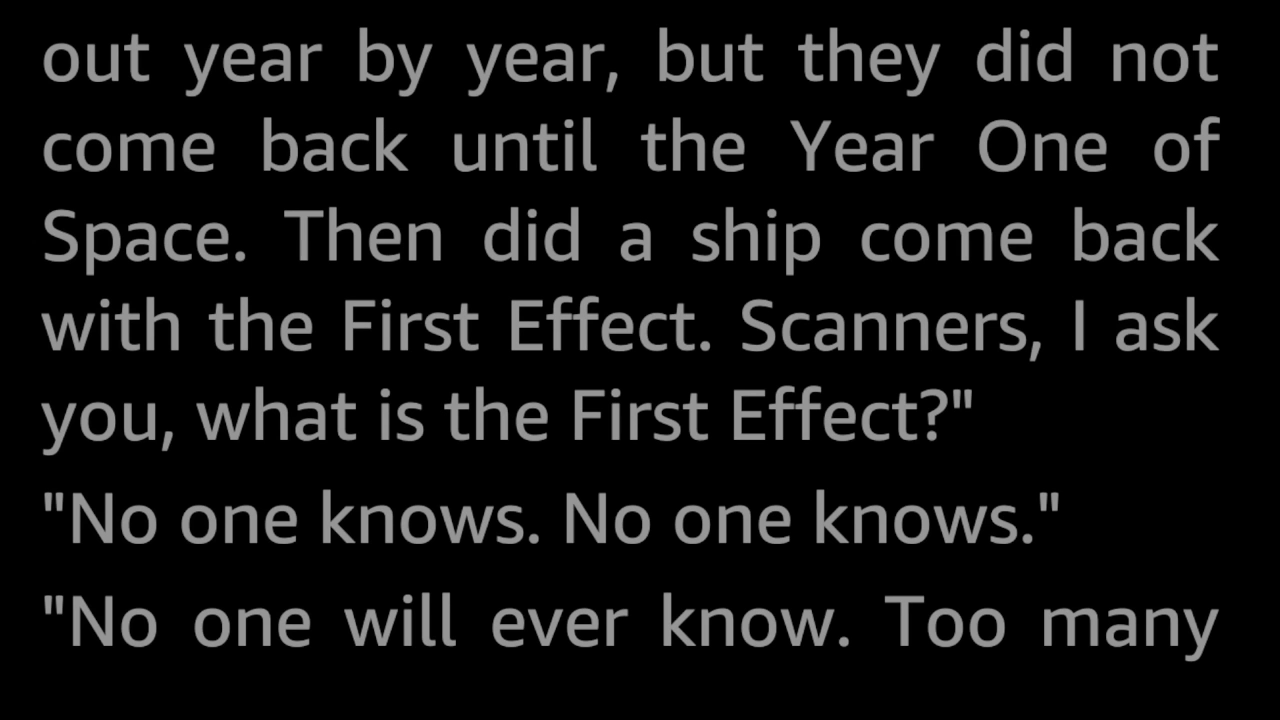 out year by year, but they did not
come back until the Year One of
Space. Then did a ship come back
with the First Effect. Scanners, I ask
you, what is the First Effect?"
"No one knows. No one knows."
"No one will ever know. Too many